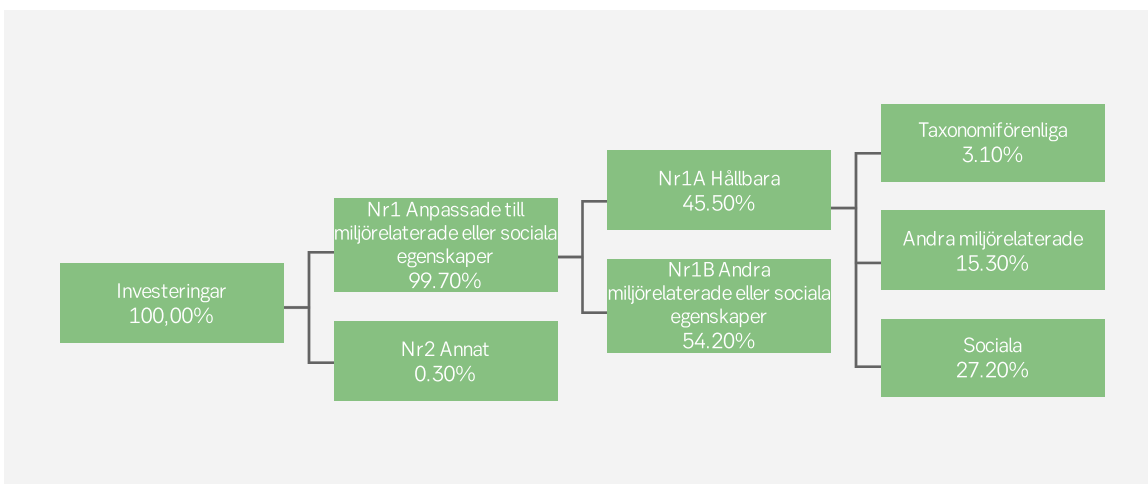 Investeringar
100,00%
Nr1 Anpassade till
miljörelaterade eller sociala
egenskaper
99.70%
Nr2 Annat
0.30%
Nr1A Hållbara
45.50%
Nr1B Andra
miljörelaterade eller sociala
egenskaper
54.20%
Taxonomiförenliga
3.10%
Andra miljörelaterade
15.30%
Sociala
27.20%